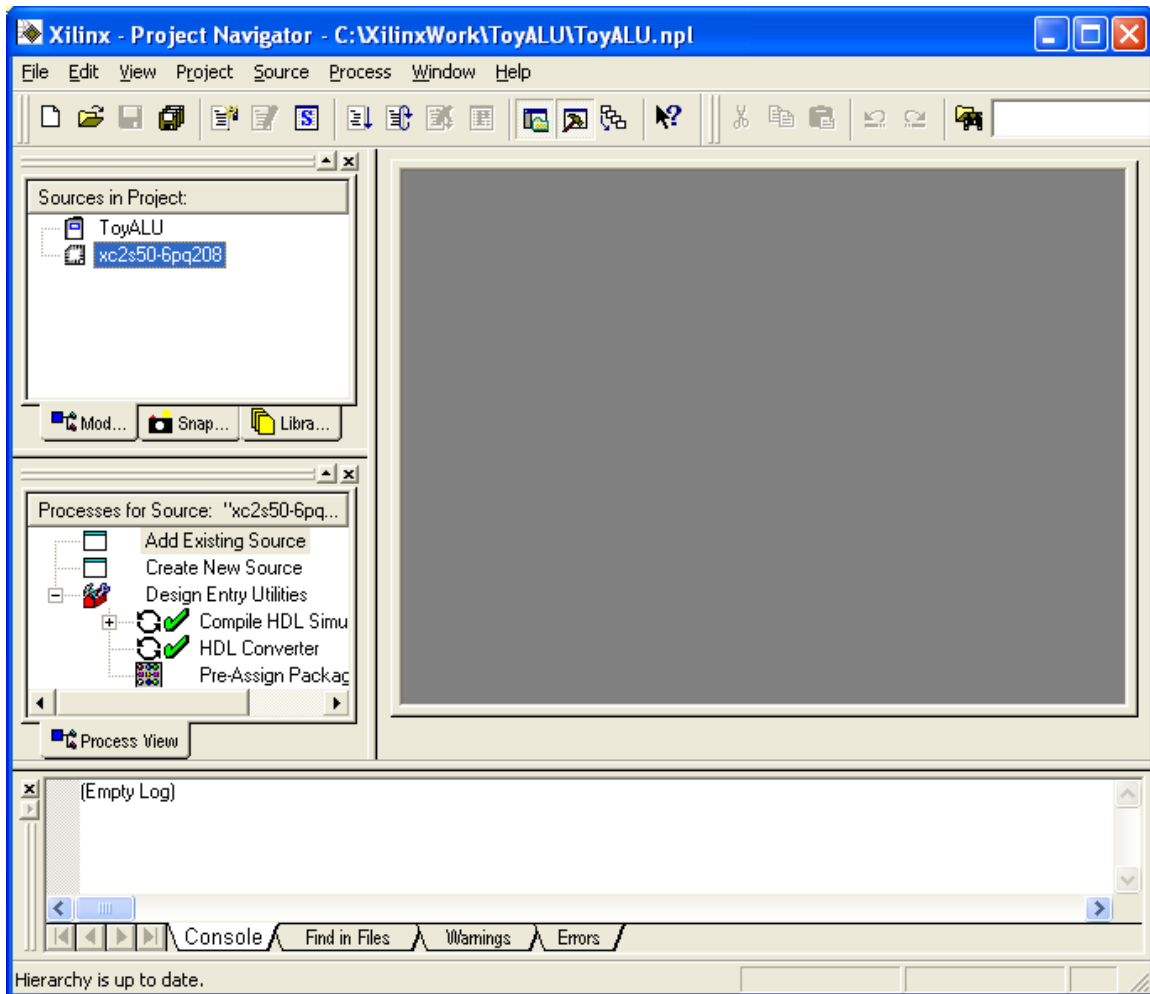 Xilinx - Project Navigator - C:\XilinxWork\ToyALU\ToyALU.npl
File Edit View Project Source Process Window Help
Sources in Project:
ToyALU
xc2s50-6pq208
Mod... Snap... Libra...
Processes for Source: "xc2s50-6pq...
Add Existing Source
Create New Source
Design Entry Utilities
Compile HDL Simu
HDL Converter
Pre-Assign Packag
Process View
(Empty Log)
Console Find in Files Warnings Errors
Hierarchy is up to date.